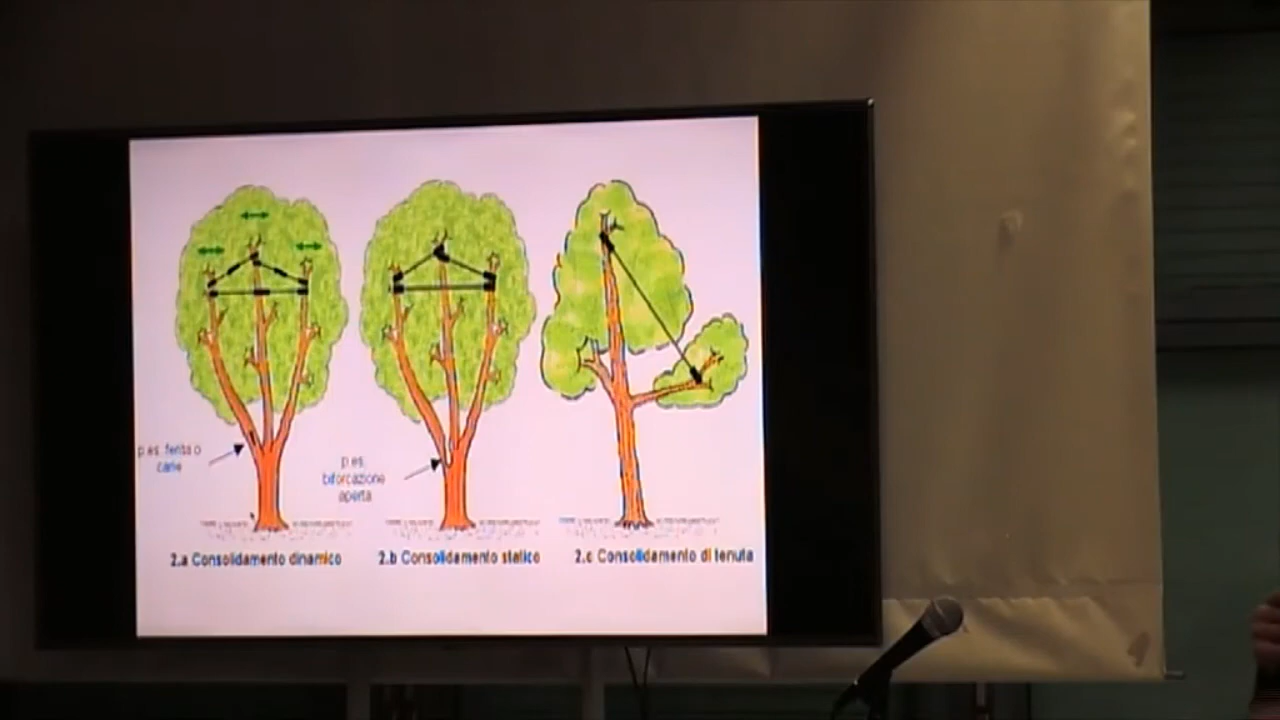 p.es. ferita o
carie
p.es.
biforcazione
aperta
2.a Consolidamento dinamico
2.b Consolidamento statico
2.c Consolidamento di tenuta